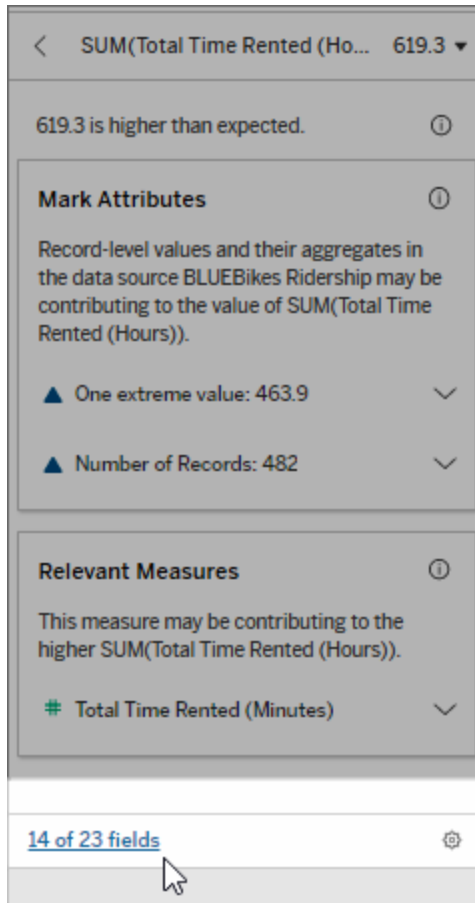 SUM(Total Time Rented (Ho... 619.3
619.3 is higher than expected.
Mark Attributes
Record-level values and their aggregates in
the data source BLUEBikes Ridership may be
contributing to the value of SUM(Total Time
Rented (Hours)).
One extreme value: 463.9
Number of Records: 482
Relevant Measures
This measure may be contributing to the
higher SUM(Total Time Rented (Hours)).
Total Time Rented (Minutes)
14 of 23 fields